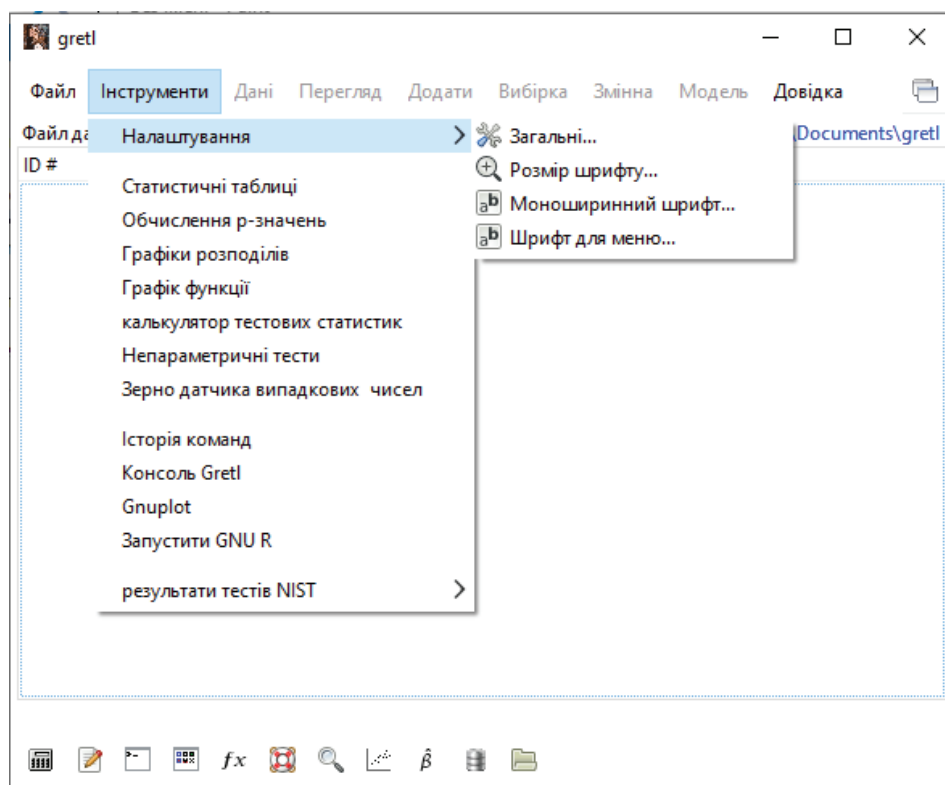 gretl
Файл Інструменти Дані Перегляд Додати Вибірка Змінна Модель Довідка
Файл да
\Documents\gretl
ID #
Налаштування
Статистичні таблиці
Обчислення p-значень
Графіки розподілів
Графік функції
калькулятор тестових статистик
Непараметричні тести
Зерно датчика випадкових чисел
Історія команд
Консоль Gretl
Gnuplot
Запустити GNU R
результати тестів NIST
Загальні...
Розмір шрифту...
Моноширинний шрифт...
Шрифт для меню...
fx
β̂